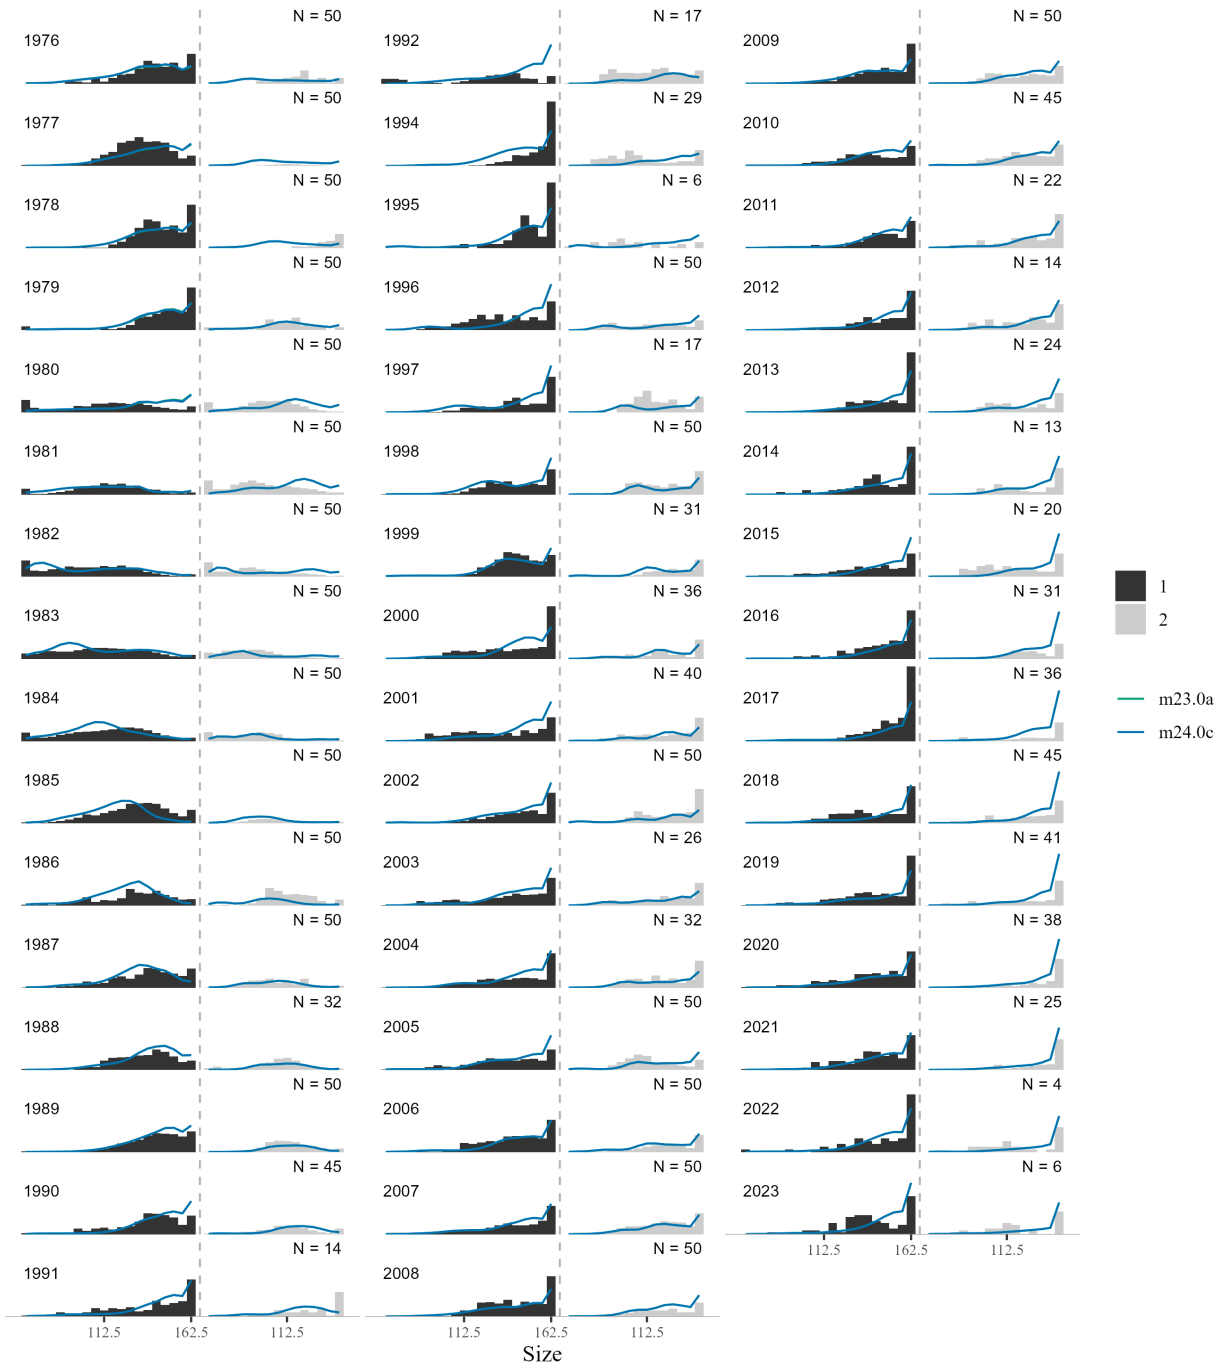 N = 50
1976
N = 50
1977
N = 50
1978
N = 50
1979
N = 50
1980
N = 50
1981
N = 50
1982
N = 50
1983
N = 50
1984
N = 50
1985
N = 50
1986
N = 50
1987
N = 32
1988
N = 50
1989
N = 45
1990
N = 14
1991
112.5 162.5 112.5
N = 17
1992
N = 29
1994
N = 6
1995
N = 50
1996
N = 17
1997
N = 50
1998
N = 31
1999
N = 36
2000
N = 40
2001
N = 50
2002
N = 26
2003
N = 32
2004
N = 50
2005
N = 50
2006
N = 50
2007
N = 50
2008
112.5 162.5 112.5
N = 50
2009
N = 45
2010
N = 22
2011
N = 14
2012
N = 24
2013
N = 13
2014
N = 20
2015
N = 31
2016
N = 36
2017
N = 45
2018
N = 41
2019
N = 38
2020
N = 25
2021
N = 4
2022
N = 6
2023
112.5 162.5 112.5
Size
1
2
m23.0a
m24.0c